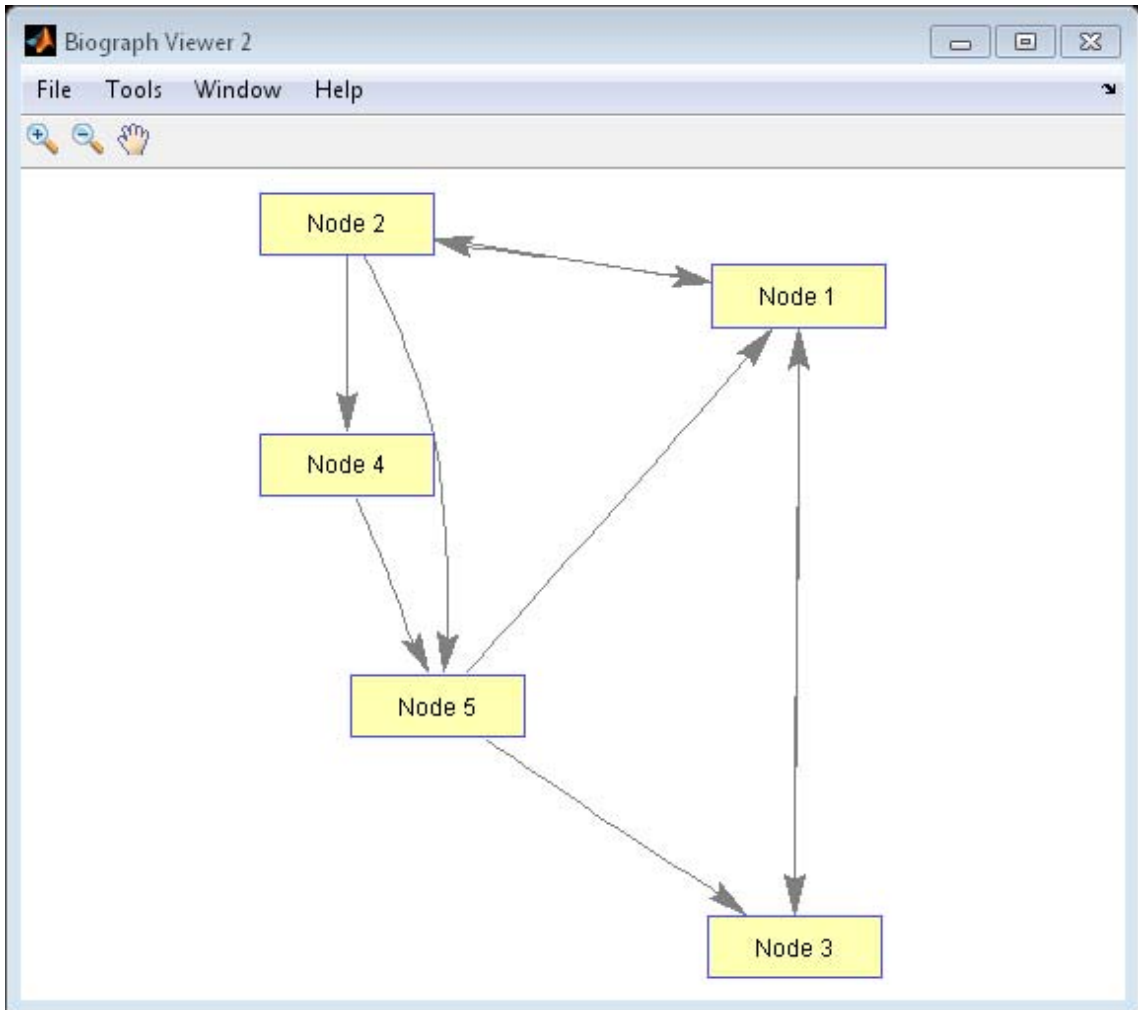 Biograph Viewer 2
File Tools Window Help
Node 2
Node 1
Node 4
Node 5
Node 3